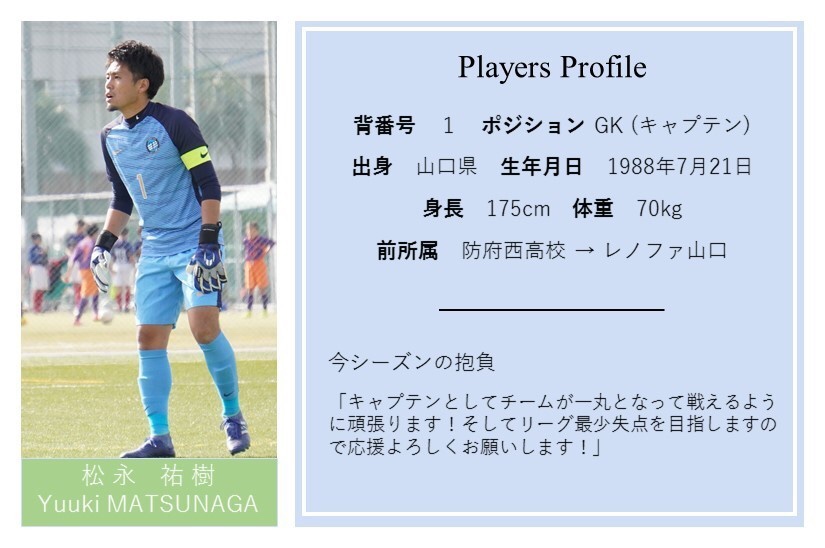 Players Profile
背番号　1　ポジション GK (キャプテン)
出身　山口県　生年月日　1988年7月21日
身長　175cm　体重　70kg
前所属　防府西高校 → レノファ山口
今シーズンの抱負
「キャプテンとしてチームが一丸となって戦えるよう
に頑張ります！そしてリーグ最少失点を目指しますの
で応援よろしくお願いします！」
1
松永　祐樹
Yuuki MATSUNAGA